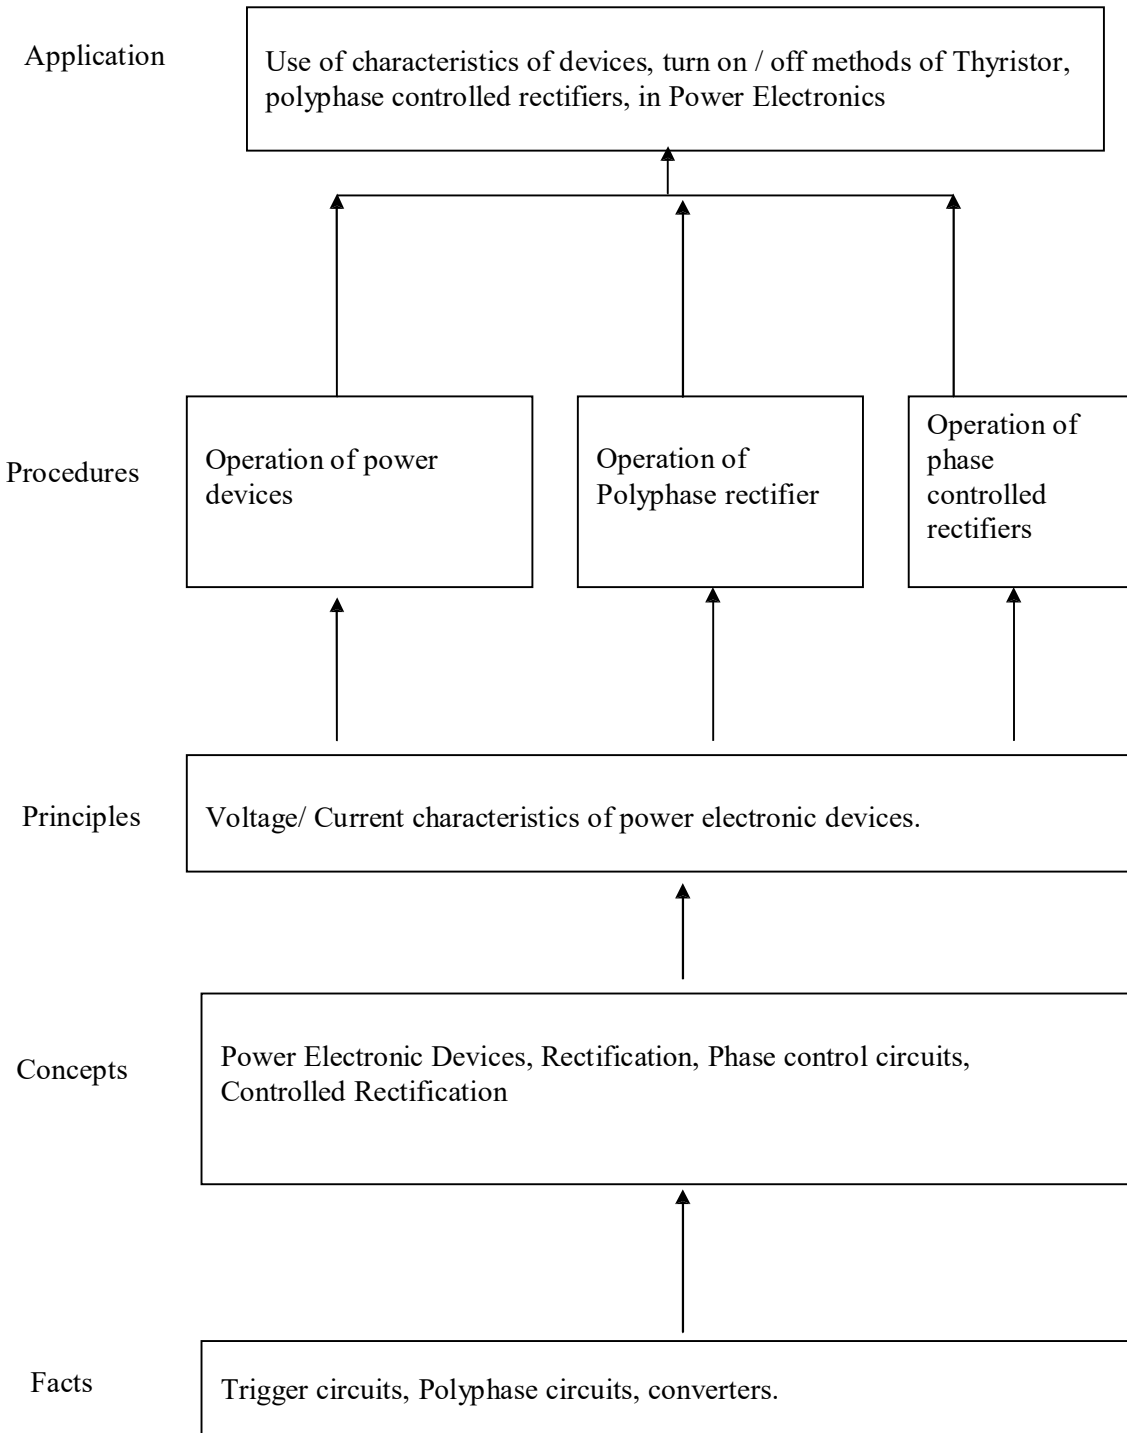 Application
Use of characteristics of devices, turn on / off methods of Thyristor,
polyphase controlled rectifiers, in Power Electronics
Procedures
Operation of power
devices
Operation of
Polyphase rectifier
Operation of
phase
controlled
rectifiers
Principles
Voltage/ Current characteristics of power electronic devices.
Concepts
Power Electronic Devices, Rectification, Phase control circuits,
Controlled Rectification
Facts
Trigger circuits, Polyphase circuits, converters.